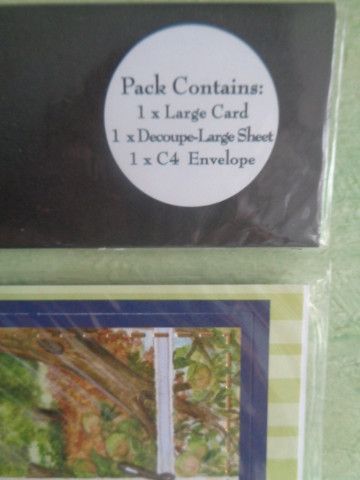 Pack Contains:
1 x Large Card
1 x Decoupe-Large Sheet
1 x C4 Envelope